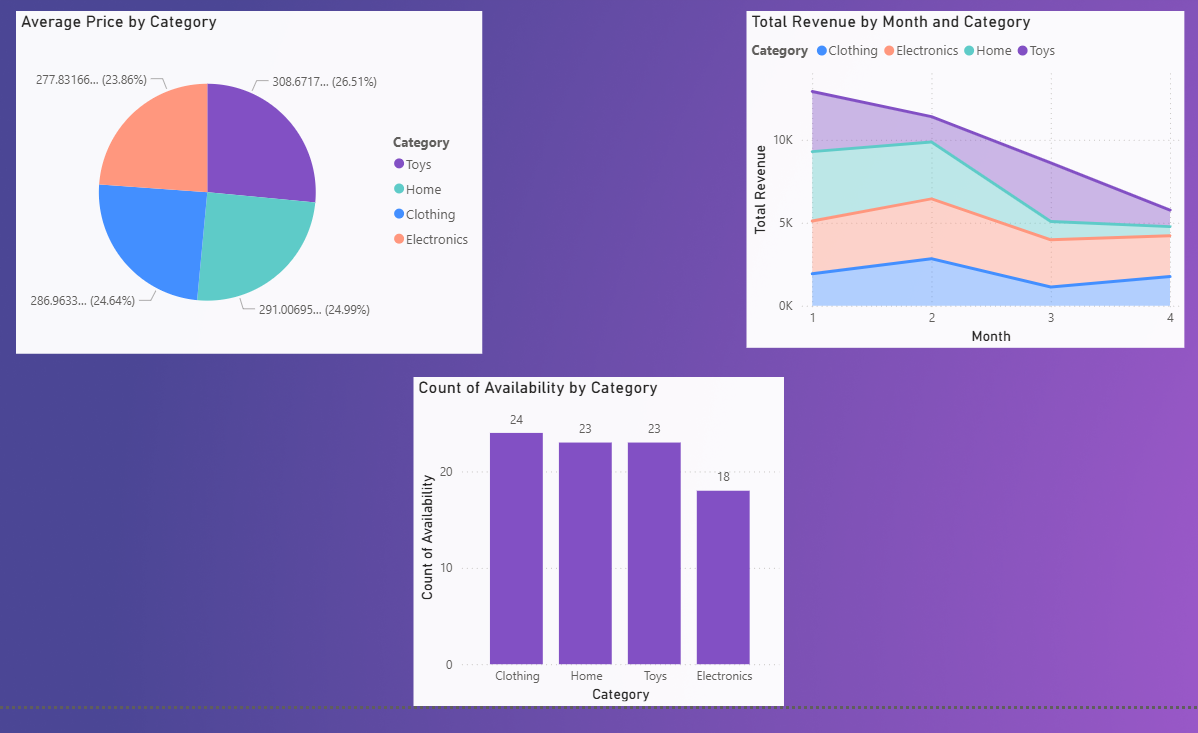 Average Price by Category
277.83166... (23.86%)
308.6717... (26.51%)
286.9633... (24.64%)
291.00695... (24.99%)
Category
Toys
Home
Clothing
Electronics
Total Revenue by Month and Category
Category Clothing Electronics Home Toys
Total Revenue
10K
5K
0K
1 2 3 4
Month
Count of Availability by Category
Count of Availability
24 23 23 18
20
10
0
Clothing Home Toys Electronics
Category